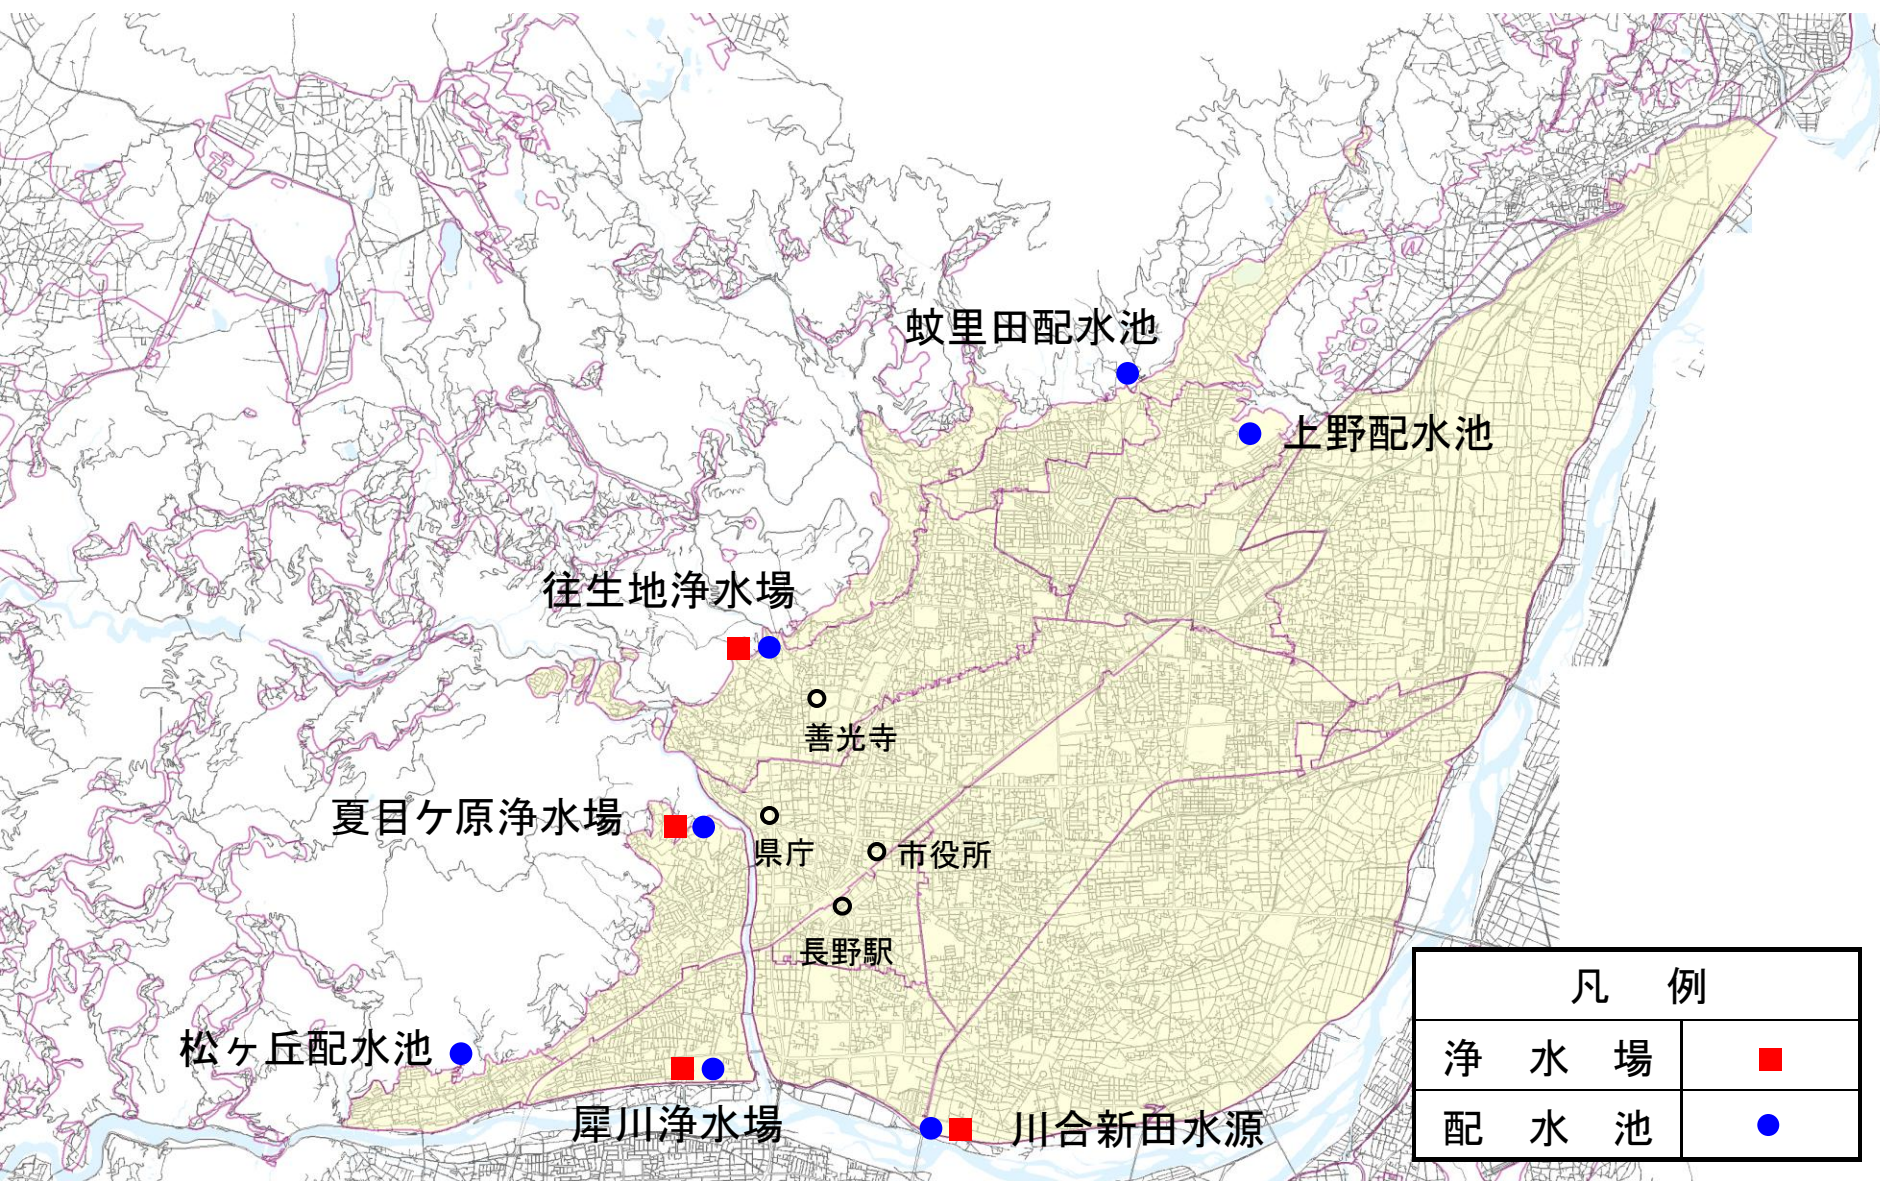 蚊里田配水池
上野配水池
往生地浄水場
善光寺
夏目ケ原浄水場
県庁
市役所
長野駅
松ヶ丘配水池
犀川浄水場
川合新田水源
凡 例
浄 水 場
配 水 池